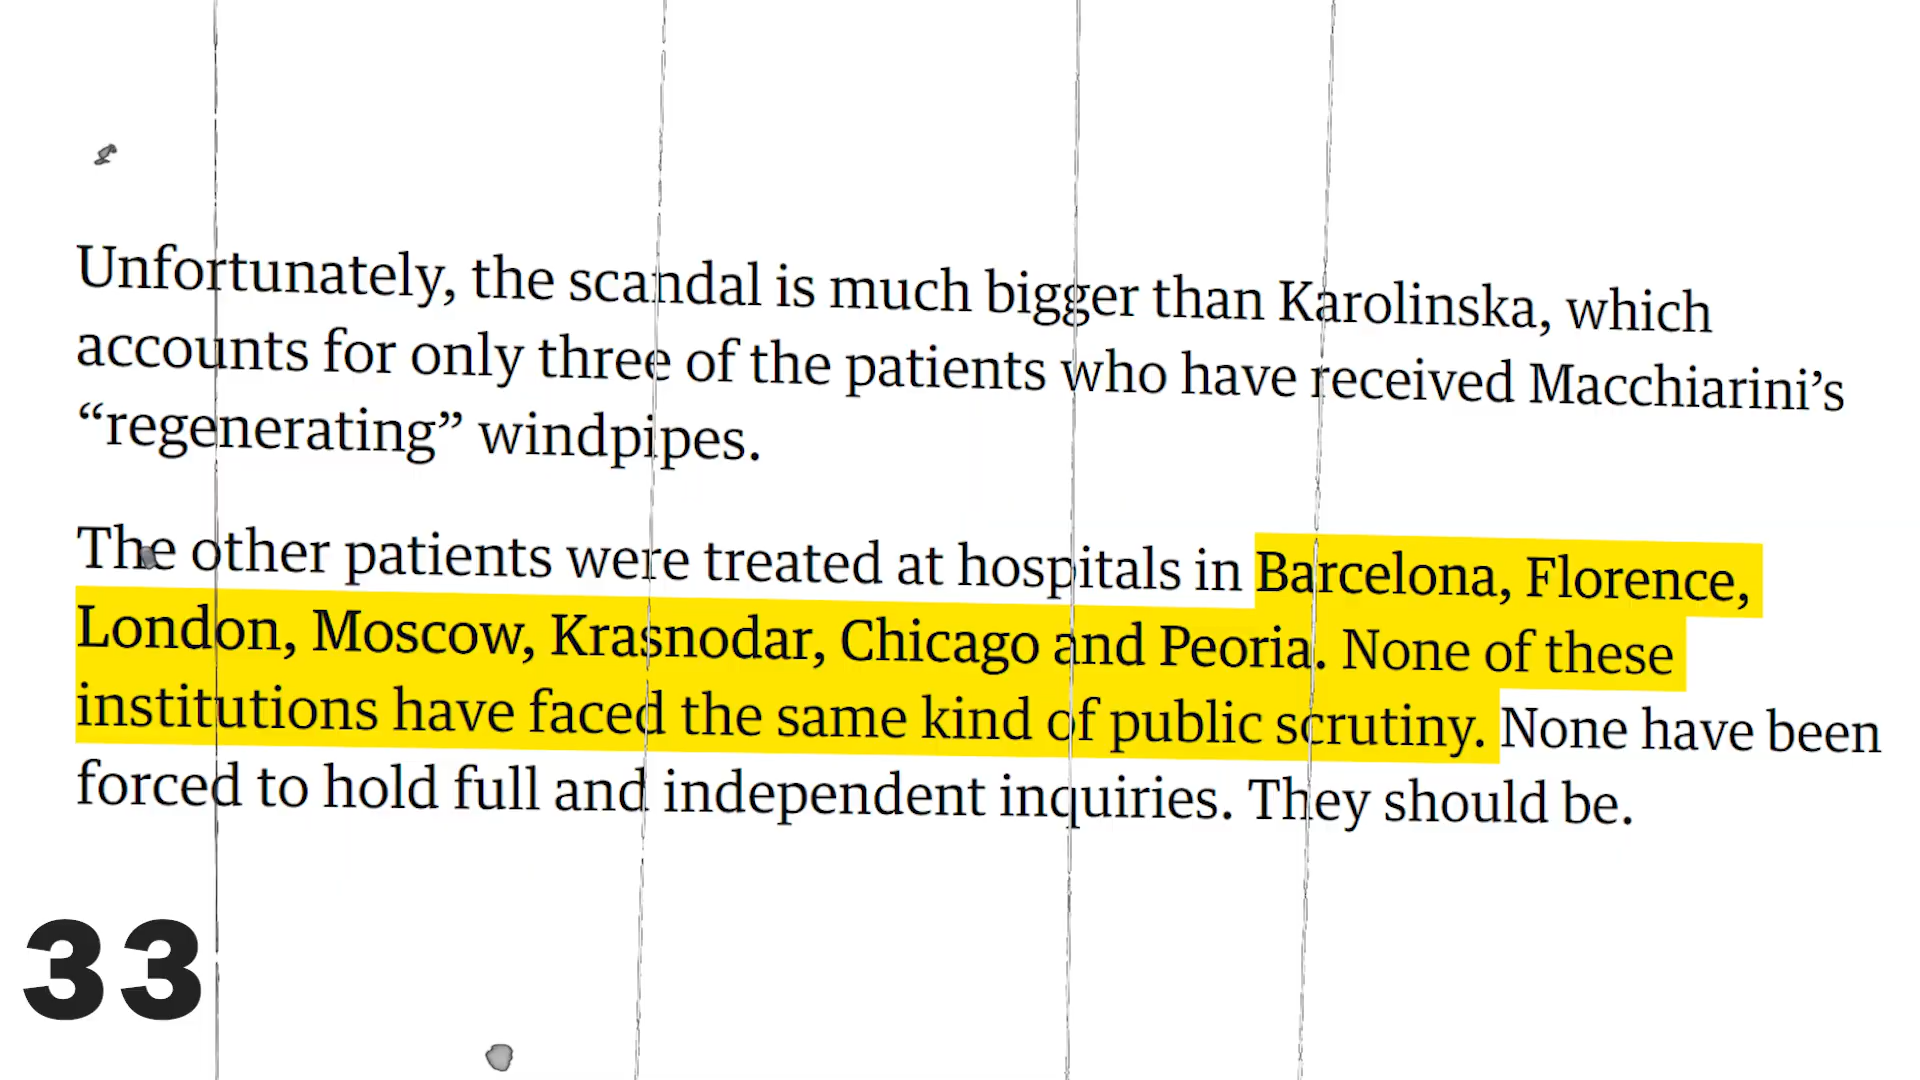 Unfortunately, the scandal is much bigger than Karolinska, which
accounts for only three of the patients who have received Macchiarini’s
“regenerating” windpipes.
The other patients were treated at hospitals in Barcelona, Florence,
London, Moscow, Krasnodar, Chicago and Peoria. None of these
institutions have faced the same kind of public scrutiny. None have been
forced to hold full and independent inquiries. They should be.
33